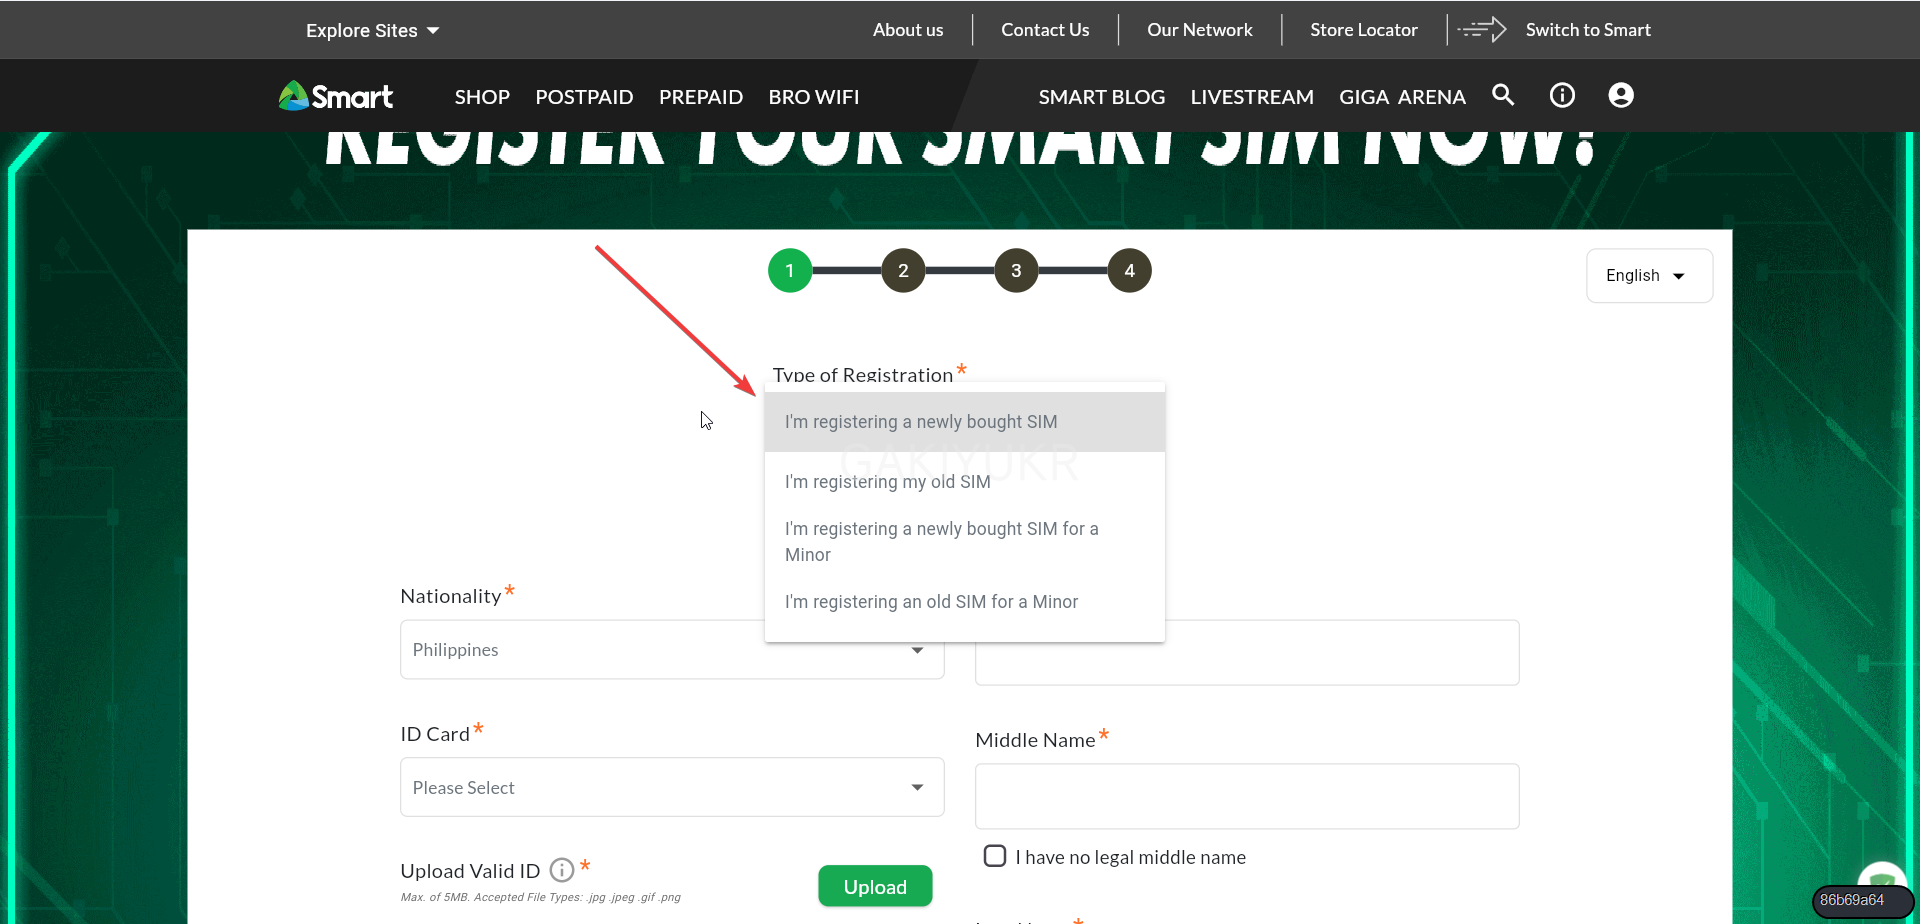 Explore Sites
About us
Contact Us
Our Network
Store Locator
Switch to Smart
Smart
SHOP
POSTPAID
PREPAID
BRO WIFI
SMART BLOG
LIVESTREAM
GIGA ARENA
REGISTER YOUR SMART SIM NOW!
1
2
3
4
English
Type of Registration*
I'm registering a newly bought SIM
GAKIYUKR
I'm registering my old SIM
I'm registering a newly bought SIM for a
Minor
I'm registering an old SIM for a Minor
Nationality*
Philippines
ID Card*
Please Select
Middle Name*
I have no legal middle name
Upload Valid ID *
Max. of 5MB. Accepted File Types: .jpg .jpeg .gif .png
Upload
86b69a64